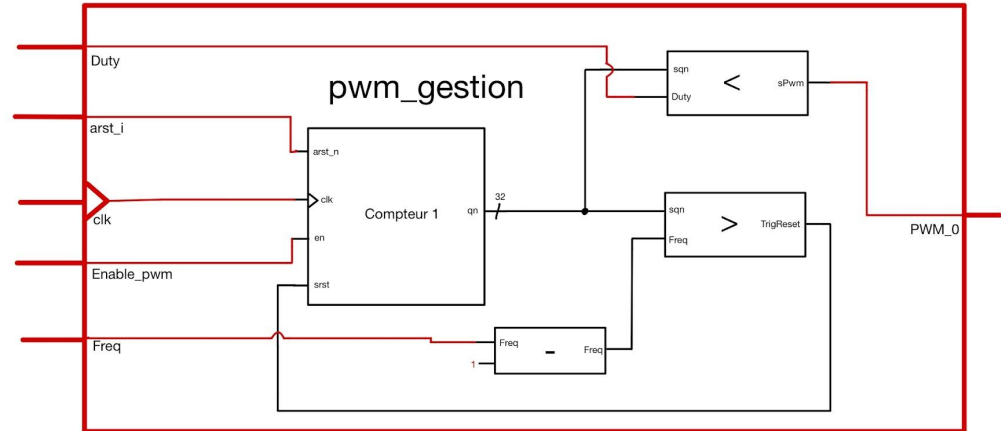 Duty
pwm_gestion
arst_i
clk
Enable_pwm
Freq
arst_n
clk
en
srst
Compteur 1
qn
32
sqn
Duty
<
sPwm
sqn
Freq
>
TrigReset
PWM_0
Freq
1
-
Freq